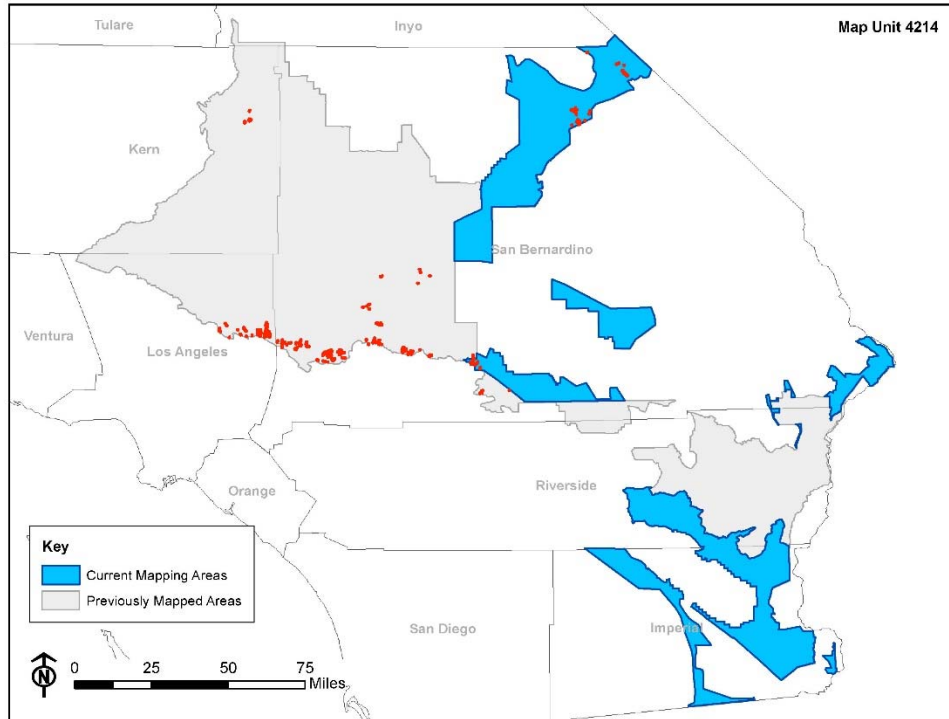 Tulare
Inyo
Map Unit 4214
Kern
San Bernardino
Ventura
Los Angeles
Orange
Riverside
Key
Current Mapping Areas
Previously Mapped Areas
San Diego
Imperial
N
0 25 50 75
Miles